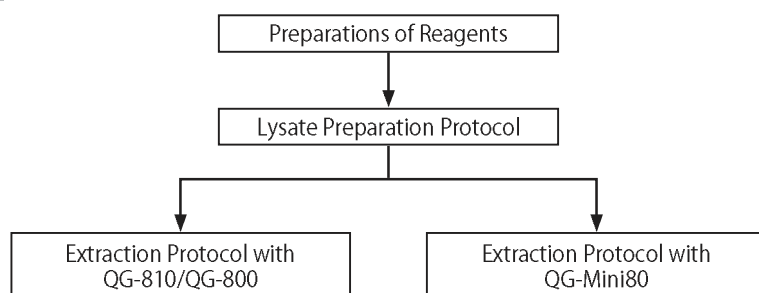 Preparations of Reagents
Lysate Preparation Protocol
Extraction Protocol with
QG-810/QG-800
Extraction Protocol with
QG-Mini80